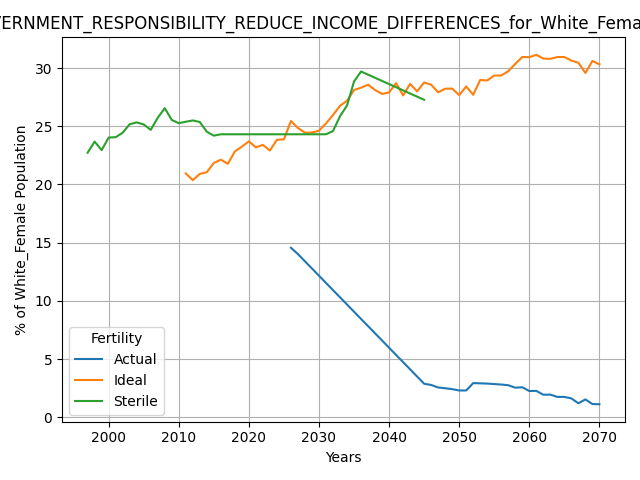 VERNMENT_RESPONSIBILITY_REDUCE_INCOME_DIFFERENCES_for_White_Fema
% of White_Female Population
30
25
20
15
10
5
0
Fertility
Actual
Ideal
Sterile
2000 2010 2020 2030 2040 2050 2060 2070
Years